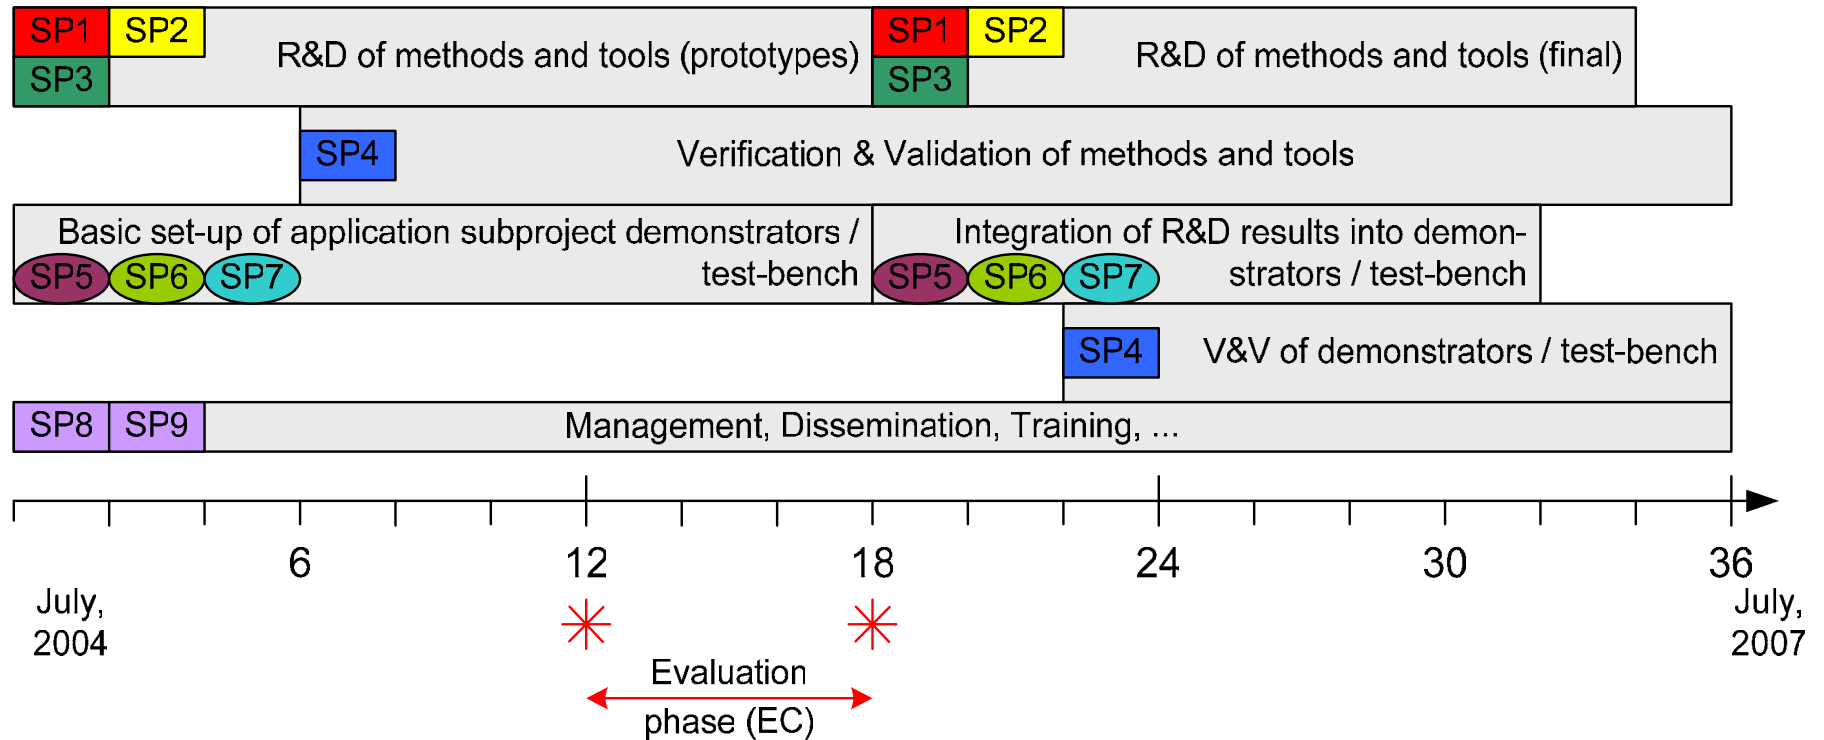 SP1 SP2 SP1 SP2
R&D of methods and tools (prototypes) R&D of methods and tools (final)
SP3 SP3
SP4 Verification & Validation of methods and tools
Basic set-up of application subproject demonstrators / Integration of R&D results into demon-
SP5 SP6 SP7 test-bench SP5 SP6 SP7 strators / test-bench
SP4 V&V of demonstrators / test-bench
SP8 SP9 Management, Dissemination, Training, ...
6 12 18 24 30 36
July, July,
2004 2007
Evaluation
phase (EC)